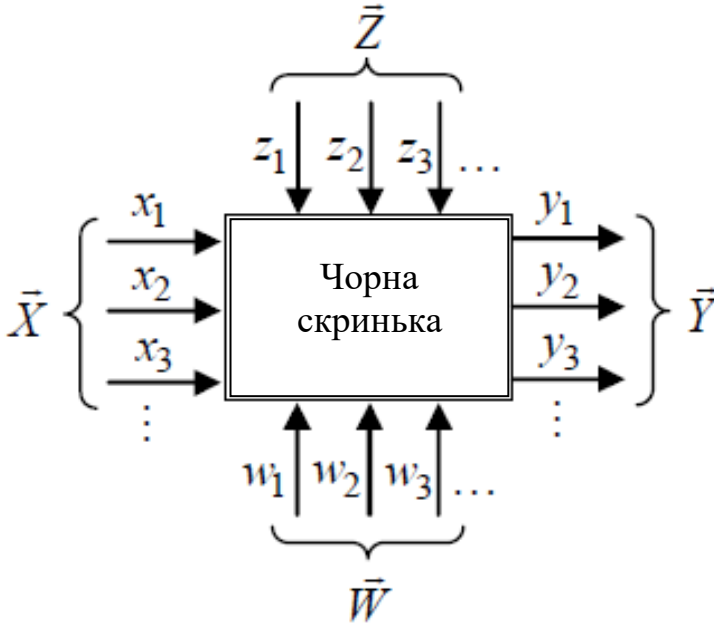 Z⃗
z1 z2 z3 …
x1 y1
X⃗ x2 Чорна y2 Y⃗
скринька
x3 y3
⋮ ⋮
w1 w2 w3 …
W⃗